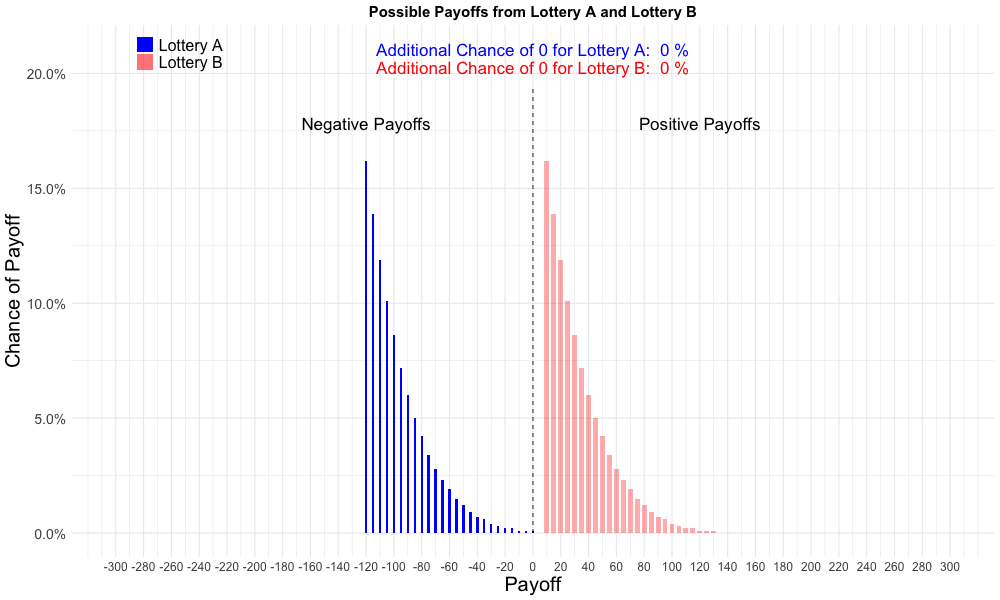 Possible Payoffs from Lottery A and Lottery B
Lottery A
Lottery B
Additional Chance of 0 for Lottery A:  0 %
Additional Chance of 0 for Lottery B:  0 %
Negative Payoffs
Positive Payoffs
Chance of Payoff
20.0%
15.0%
10.0%
5.0%
0.0%
-300 -280 -260 -240 -220 -200 -180 -160 -140 -120 -100 -80 -60 -40 -20 0 20 40 60 80 100 120 140 160 180 200 220 240 260 280 300
Payoff